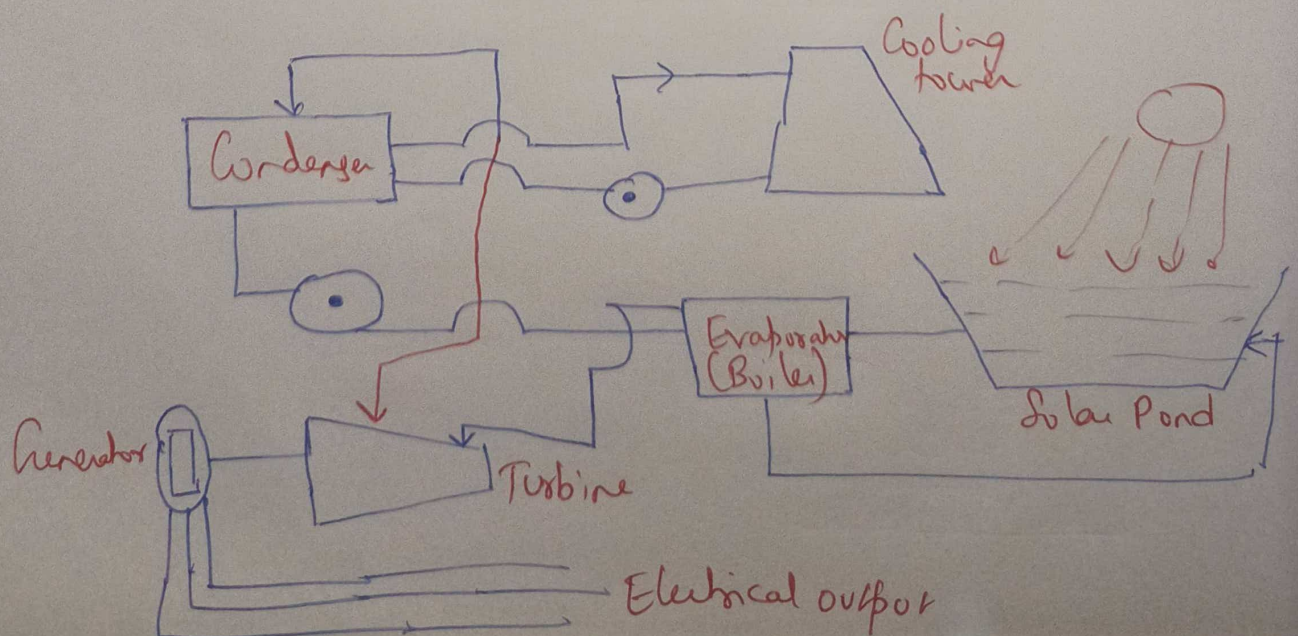 Cooling
tower
Condenser
Evaporator
(Boiler)
Solar Pond
Generator
Turbine
Electrical output